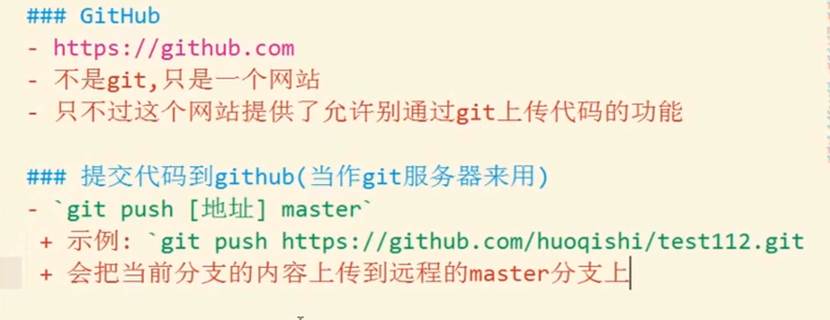 ### GitHub
- https://github.com
- 不是git,只是一个网站
- 只不过这个网站提供了允许别通过git上传代码的功能
### 提交代码到github(当作git服务器来用)
- `git push [地址] master`
+ 示例: `git push https://github.com/huoqishi/test112.git
+ 会把当前分支的内容上传到远程的master分支上